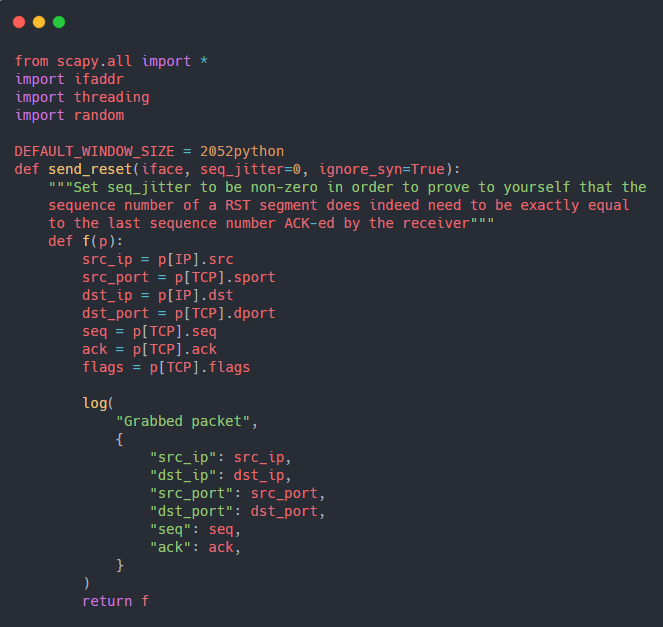 from scapy.all import *
import ifaddr
import threading
import random
DEFAULT_WINDOW_SIZE = 2052python
def send_reset(iface, seq_jitter=0, ignore_syn=True):
    """Set seq_jitter to be non-zero in order to prove to yourself that the
    sequence number of a RST segment does indeed need to be exactly equal
    to the last sequence number ACK-ed by the receiver"""
    def f(p):
        src_ip = p[IP].src
        src_port = p[TCP].sport
        dst_ip = p[IP].dst
        dst_port = p[TCP].dport
        seq = p[TCP].seq
        ack = p[TCP].ack
        flags = p[TCP].flags
        log(
            "Grabbed packet",
            {
                "src_ip": src_ip,
                "dst_ip": dst_ip,
                "src_port": src_port,
                "dst_port": dst_port,
                "seq": seq,
                "ack": ack,
            }
        )
        return f